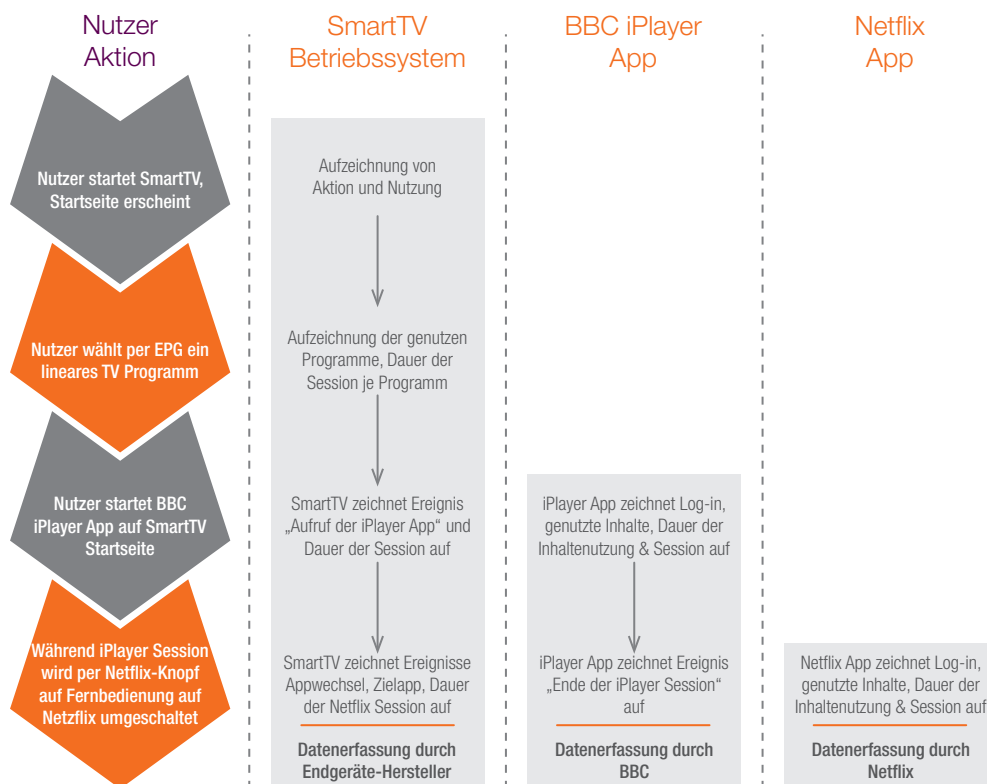 Nutzer
Aktion
SmartTV
Betriebssystem
BBC iPlayer
App
Netflix
App
Nutzer startet SmartTV,
Startseite erscheint
Aufzeichnung von
Aktion und Nutzung
Nutzer wählt per EPG ein
lineares TV Programm
Aufzeichnung der genutzen
Programme, Dauer der
Session je Programm
Nutzer startet BBC
iPlayer App auf SmartTV
Startseite
SmartTV zeichnet Ereignis
„Aufruf der iPlayer App“ und
Dauer der Session auf
iPlayer App zeichnet Log-in,
genutzte Inhalte, Dauer der
Inhaltenutzung & Session auf
Während iPlayer Session
wird per Netflix-Knopf
auf Fernbedienung auf
Netzflix umgeschaltet
SmartTV zeichnet Ereignisse
Appwechsel, Zielapp, Dauer
der Netflix Session auf
iPlayer App zeichnet Ereignis
„Ende der iPlayer Session“
auf
Netflix App zeichnet Log-in,
genutzte Inhalte, Dauer der
Inhaltenutzung & Session auf
Datenerfassung durch
Endgeräte-Hersteller
Datenerfassung durch
BBC
Datenerfassung durch
Netflix